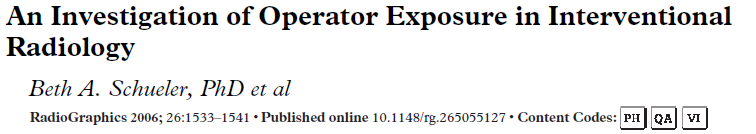 An Investigation of Operator Exposure in Interventional
Radiology
Beth A. Schueler, PhD et al
RadioGraphics 2006; 26:1533–1541 • Published online 10.1148/rg.265055127 • Content Codes: PH QA VI